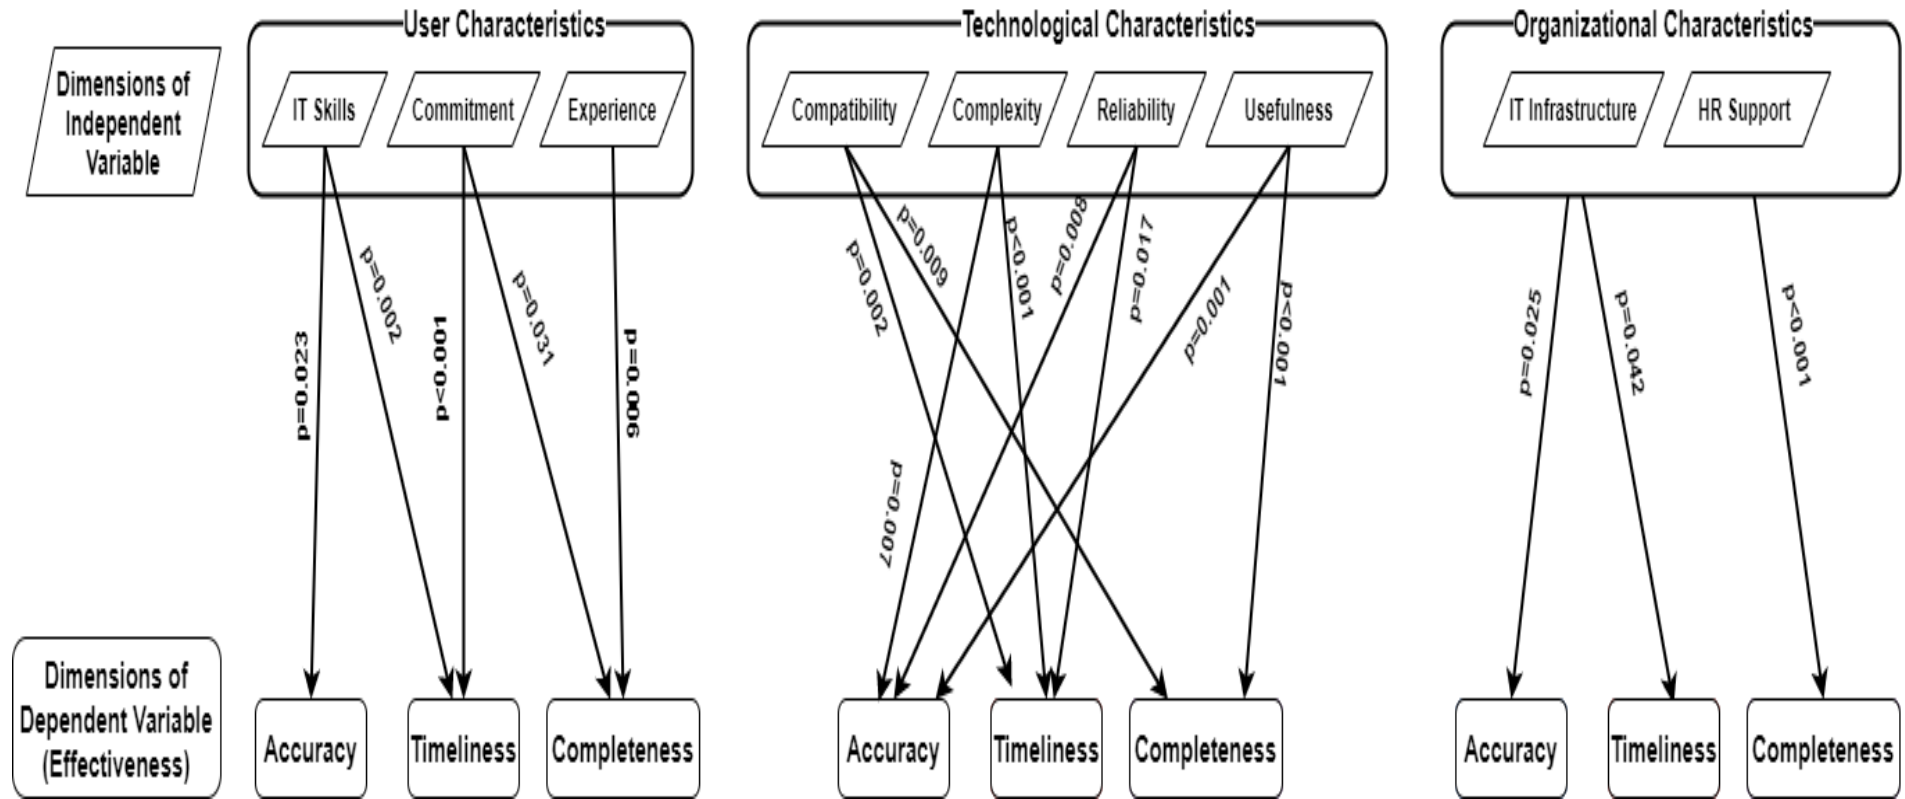 User Characteristics
Technological Characteristics
Organizational Characteristics
Dimensions of
Independent
Variable
IT Skills
Commitment
Experience
Compatibility
Complexity
Reliability
Usefulness
IT Infrastructure
HR Support
p=0.023
p=0.002
p<0.001
p=0.031
p=0.006
p=0.002
p=0.009
p=0.007
p<0.001
p=0.008
p=0.017
p=0.001
p<0.001
p=0.025
p=0.042
p<0.001
Dimensions of
Dependent Variable
(Effectiveness)
Accuracy
Timeliness
Completeness
Accuracy
Timeliness
Completeness
Accuracy
Timeliness
Completeness